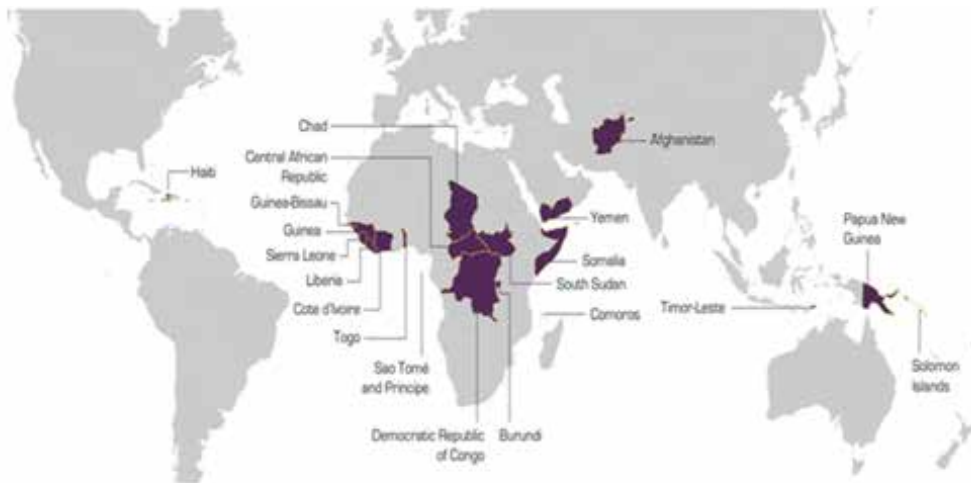 Chad
Central African
Republic
Haiti
Guinea-Bissau
Guinea
Sierra Leone
Liberia
Cote d'Ivoire
Togo
Sao Tomé
and Principe
Democratic Republic
of Congo
Burundi
Afghanistan
Yemen
Somalia
South Sudan
Comoros
Timor-Leste
Papua New
Guinea
Solomon
Islands